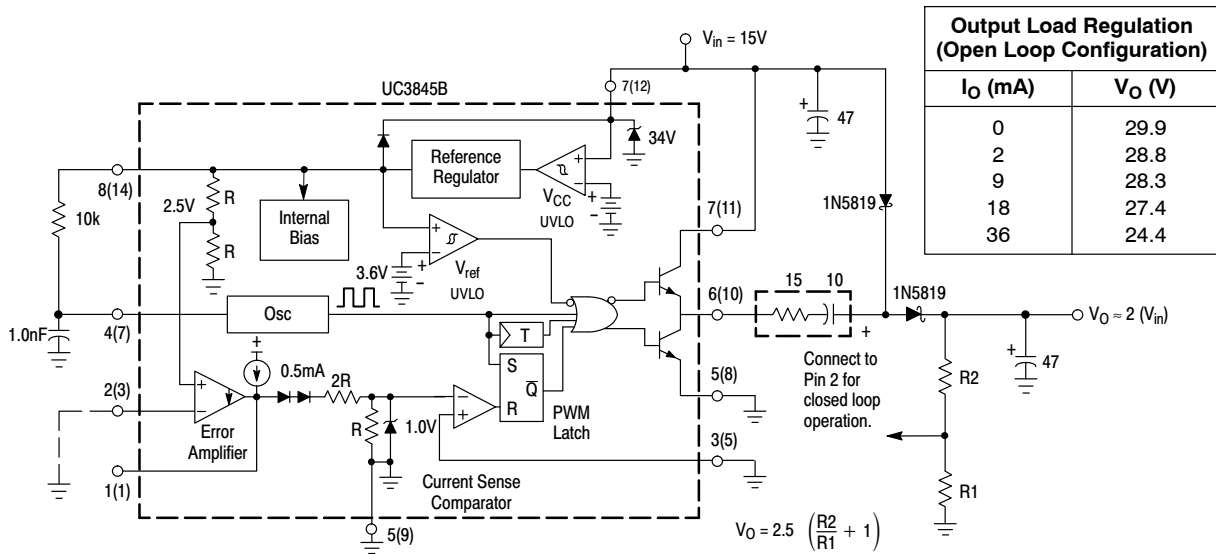 Output Load Regulation
(Open Loop Configuration)
I_O (mA) V_O (V)
0 29.9
2 28.8
9 28.3
18 27.4
36 24.4
V_in = 15V
UC3845B
7(12)
+
47
34V
Reference
Regulator
+
−
V_CC
UVLO
+
-
8(14)
R
2.5V
R
Internal
Bias
10k
1N5819
7(11)
+
−
3.6V
+
-
V_ref
UVLO
15
10
1N5819
6(10)
+
V_O ≈ 2 (V_in)
Osc
T
1.0nF
4(7)
+
0.5mA
S
Q̅
R
PWM
Latch
2R
R
1.0V
−
+
2(3)
+
−
Error
Amplifier
1(1)
Current Sense
Comparator
5(8)
3(5)
5(9)
Connect to
Pin 2 for
closed loop
operation.
R2
+
47
R1
V_O = 2.5 (R2/R1 + 1)